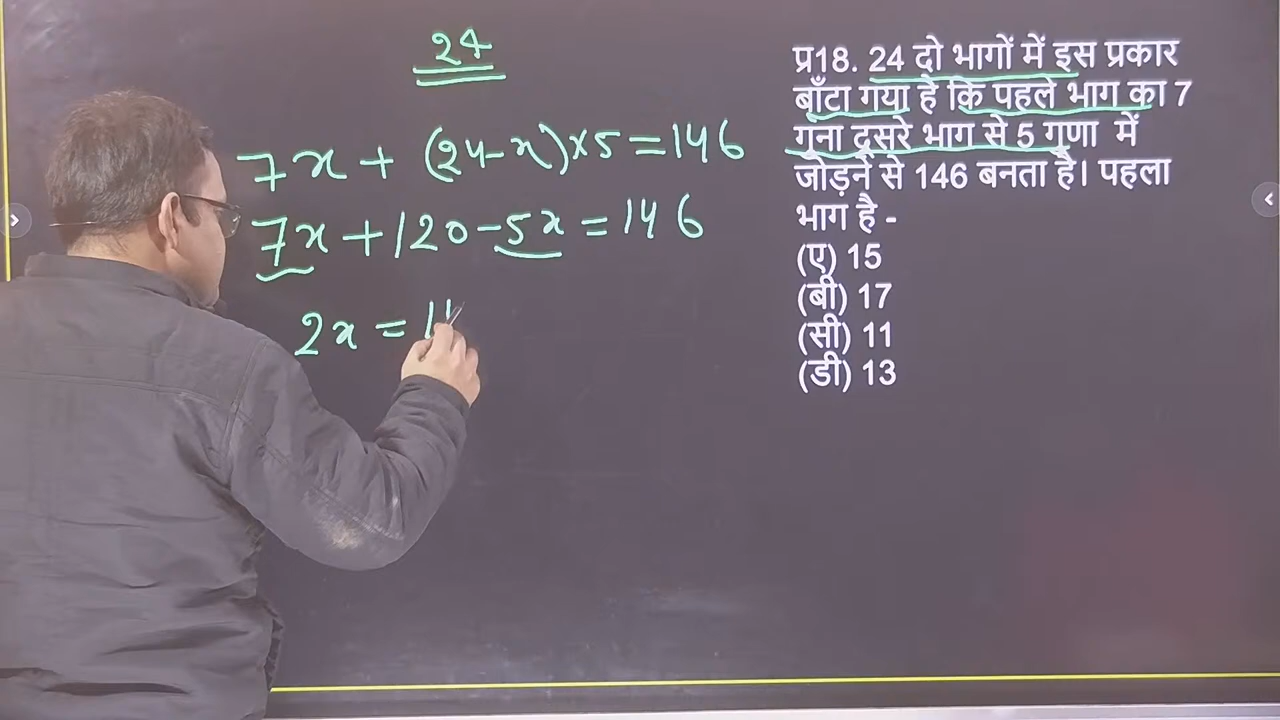 24
7x + (24-x)×5 = 146
7x + 120 - 5x = 146
2x = 14
प्र18. 24 दो भागों में इस प्रकार
बाँटा गया है कि पहले भाग का 7
गुना दूसरे भाग से 5 गुणा में
जोड़ने से 146 बनता है। पहला
भाग है -
(ए) 15
(बी) 17
(सी) 11
(डी) 13